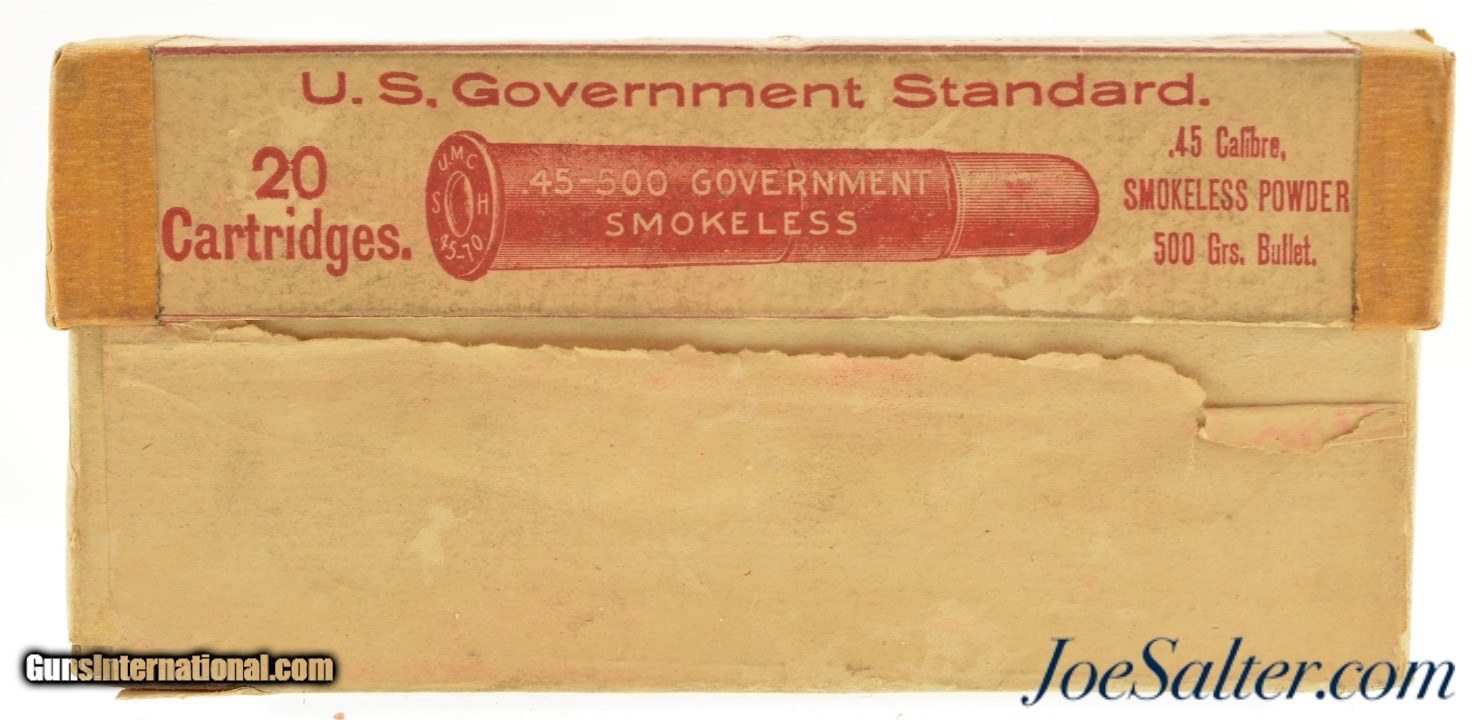 U. S. Government Standard.
20
Cartridges.
UMC
S H
45-70
.45-500 GOVERNMENT
SMOKELESS
.45 Calibre,
SMOKELESS POWDER
500 Grs. Bullet.
GunsInternational.com
JoeSalter.com